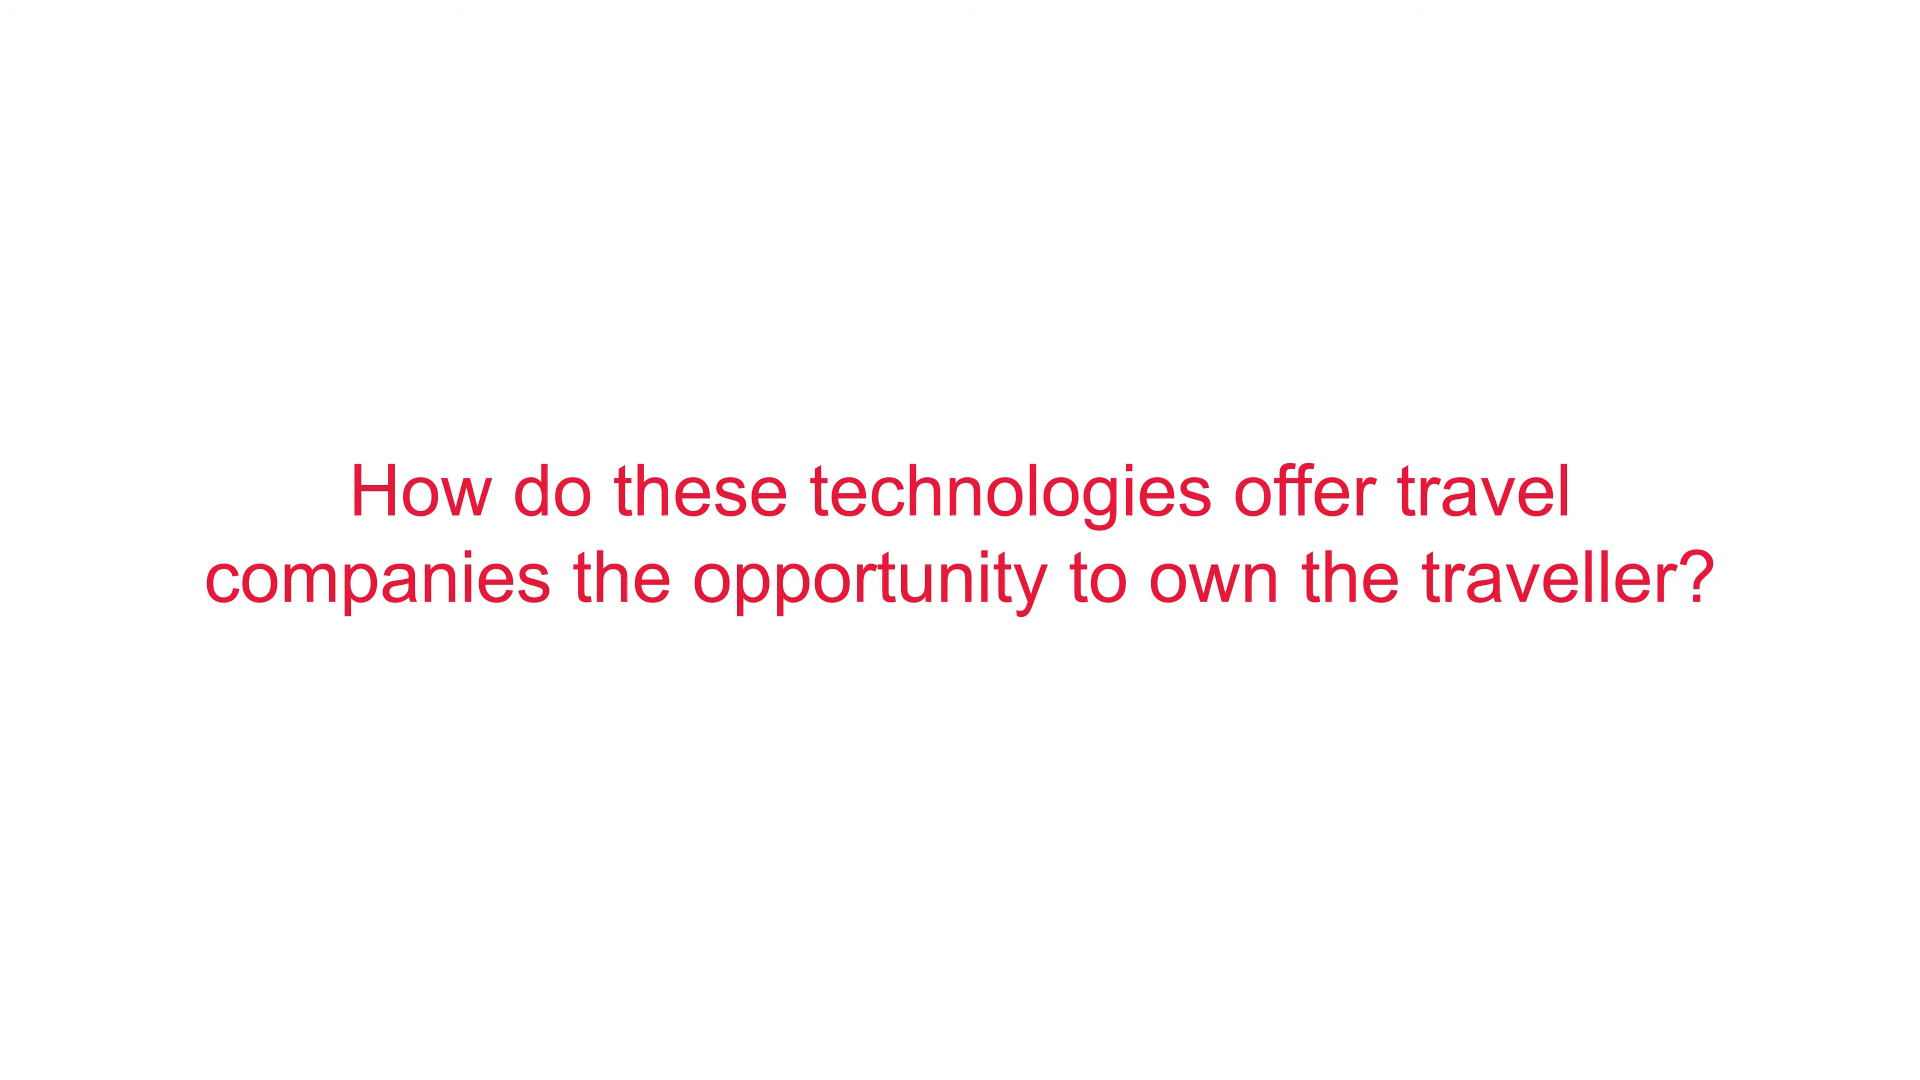 How do these technologies offer travel
companies the opportunity to own the traveller?